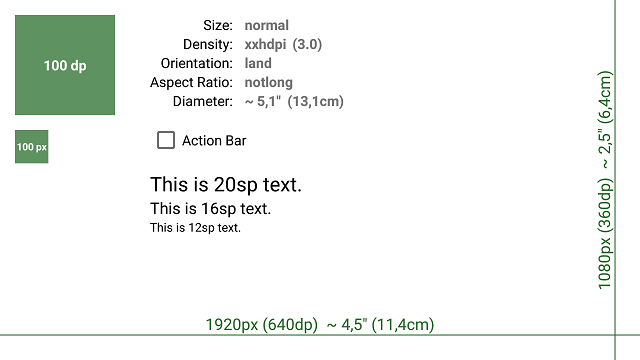 100 dp
100 px
Size: normal
Density: xxhdpi (3.0)
Orientation: land
Aspect Ratio: notlong
Diameter: ~ 5,1" (13,1cm)
Action Bar
This is 20sp text.
This is 16sp text.
This is 12sp text.
1920px (640dp) ~ 4,5" (11,4cm)
1080px (360dp) ~ 2,5" (6,4cm)